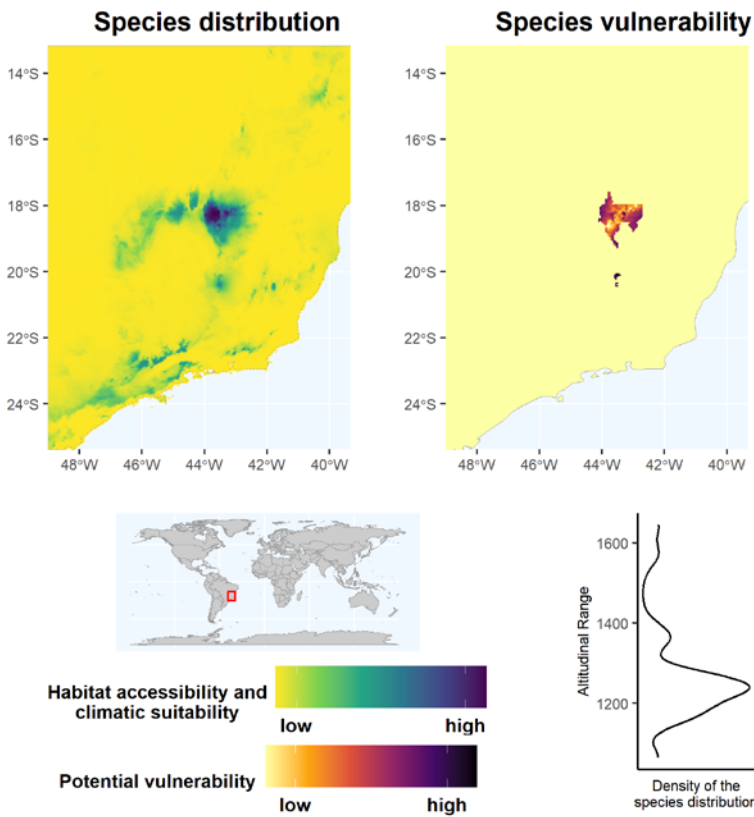 Species distribution
Species vulnerability
14°S
16°S
18°S
20°S
22°S
24°S
48°W
46°W
44°W
42°W
40°W
14°S
16°S
18°S
20°S
22°S
24°S
48°W
46°W
44°W
42°W
40°W
Habitat accessibility and
climatic suitability
low
high
Potential vulnerability
low
high
Altitudinal Range
1600
1400
1200
Density of the
species distribution